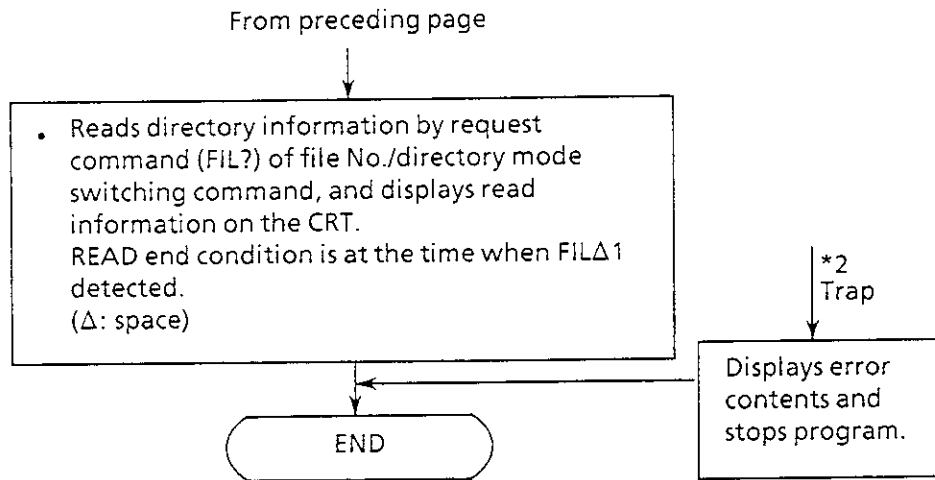 From preceding page
• Reads directory information by request
command (FIL?) of file No./directory mode
switching command, and displays read
information on the CRT.
READ end condition is at the time when FILΔ1
detected.
(Δ: space)
*2
Trap
Displays error
contents and
stops program.
END